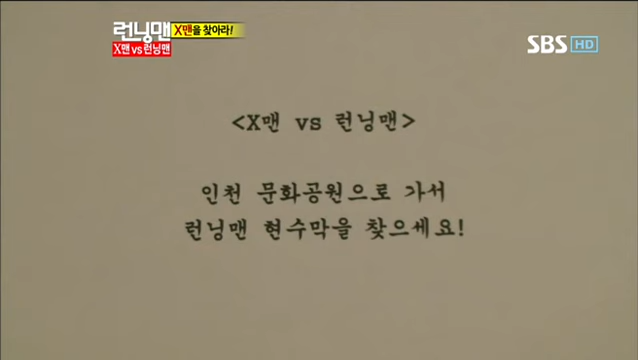 런닝맨 X맨을 찾아라!
X맨 vs 런닝맨
SBS HD
<X맨 vs 런닝맨>
인천 문화공원으로 가서
런닝맨 현수막을 찾으세요!